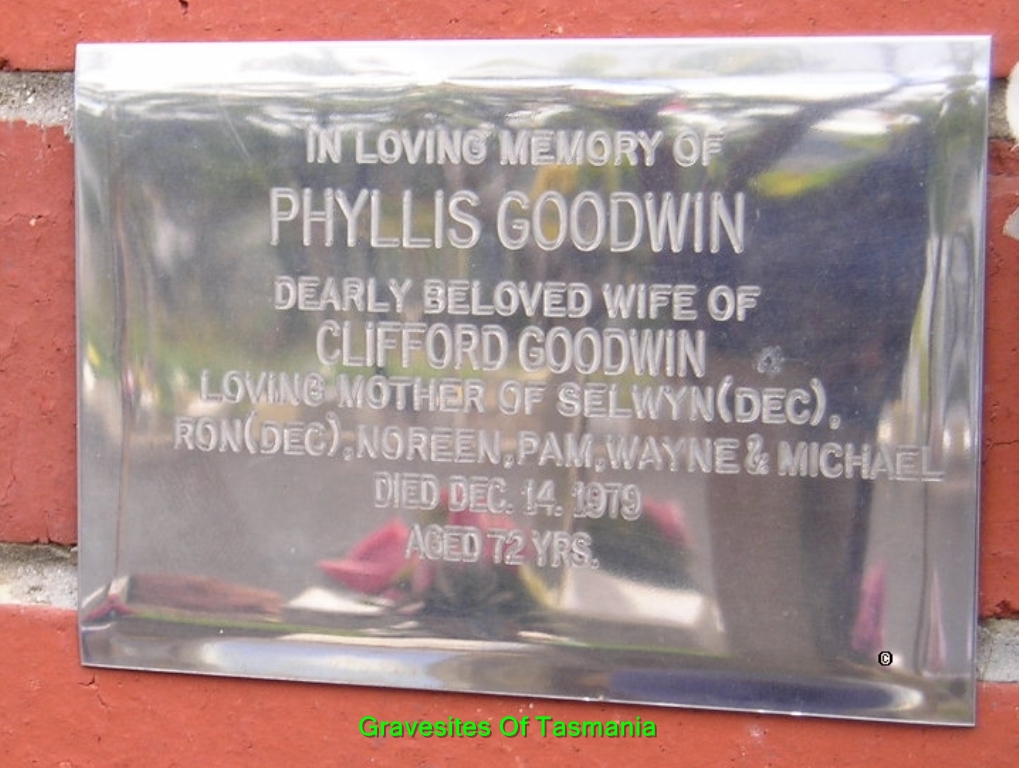 IN LOVING MEMORY OF
PHYLLIS GOODWIN
DEARLY BELOVED WIFE OF
CLIFFORD GOODWIN &
LOVING MOTHER OF SELWYN(DEC),
RON(DEC), NOREEN, PAM, WAYNE & MICHAEL
DIED DEC. 14. 1979
AGED 72 YRS.
©
Gravesites Of Tasmania